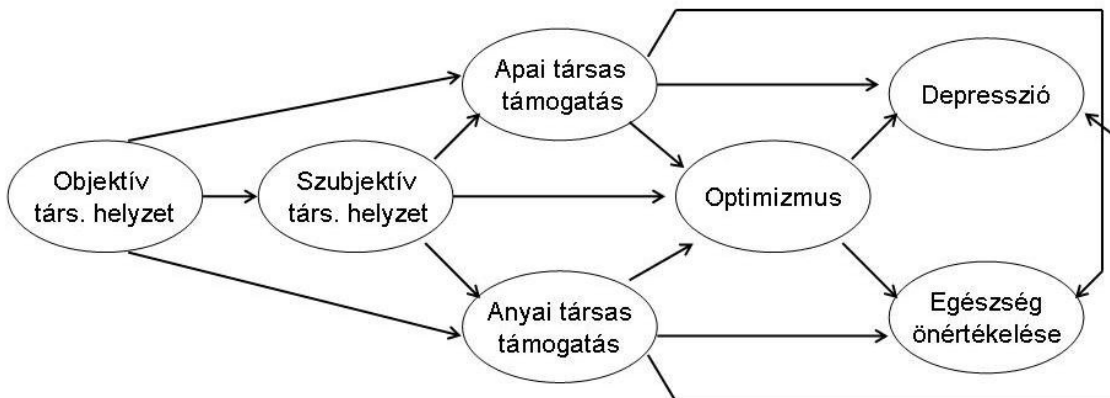 Apai társas
támogatás
Depresszió
Objektív
társ. helyzet
Szubjektív
társ. helyzet
Optimizmus
Anyai társas
támogatás
Egészség
önértékelése